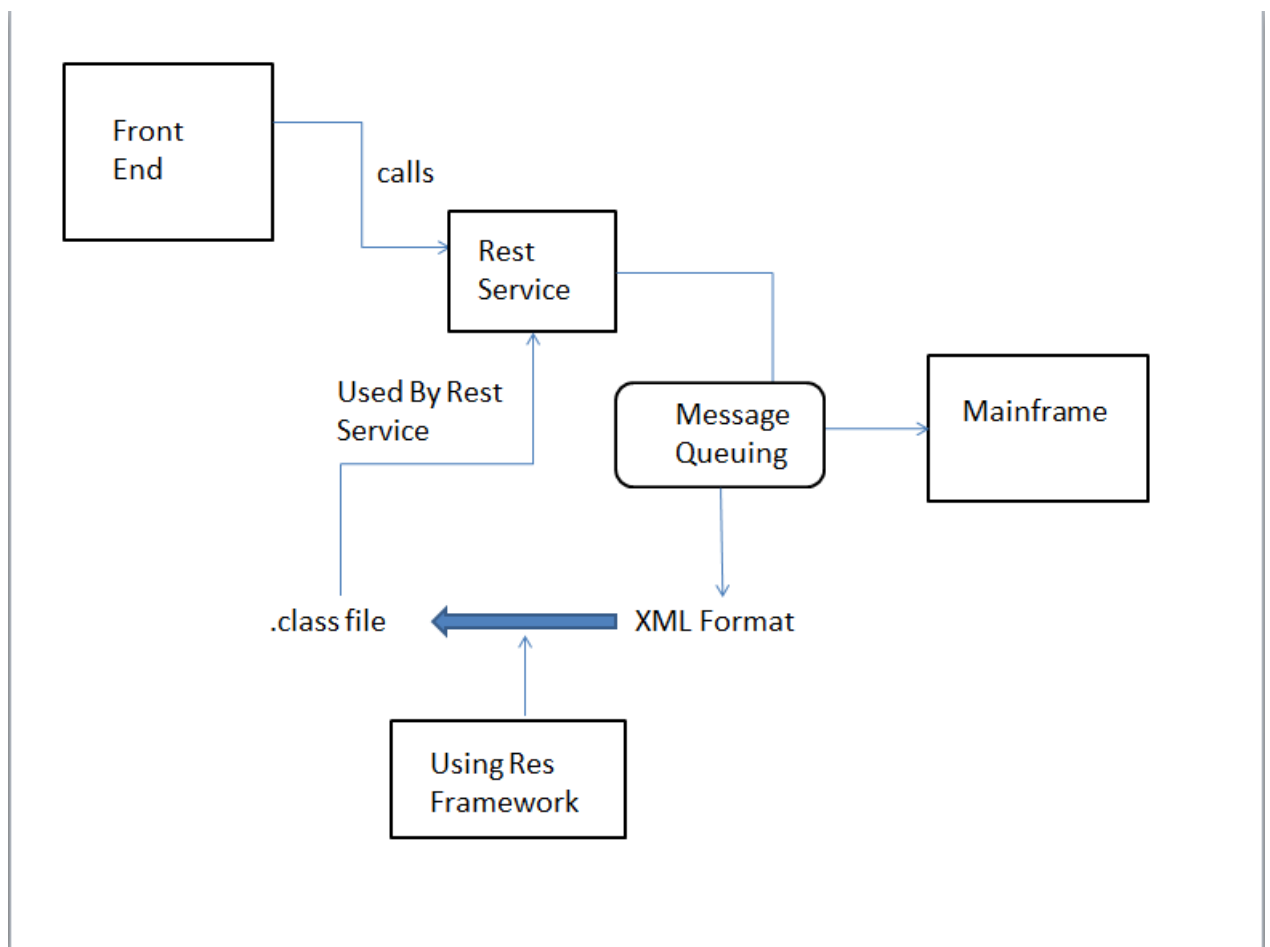 Front
End
calls
Rest
Service
Used By Rest
Service
Message
Queuing
Mainframe
.class file
XML Format
Using Res
Framework